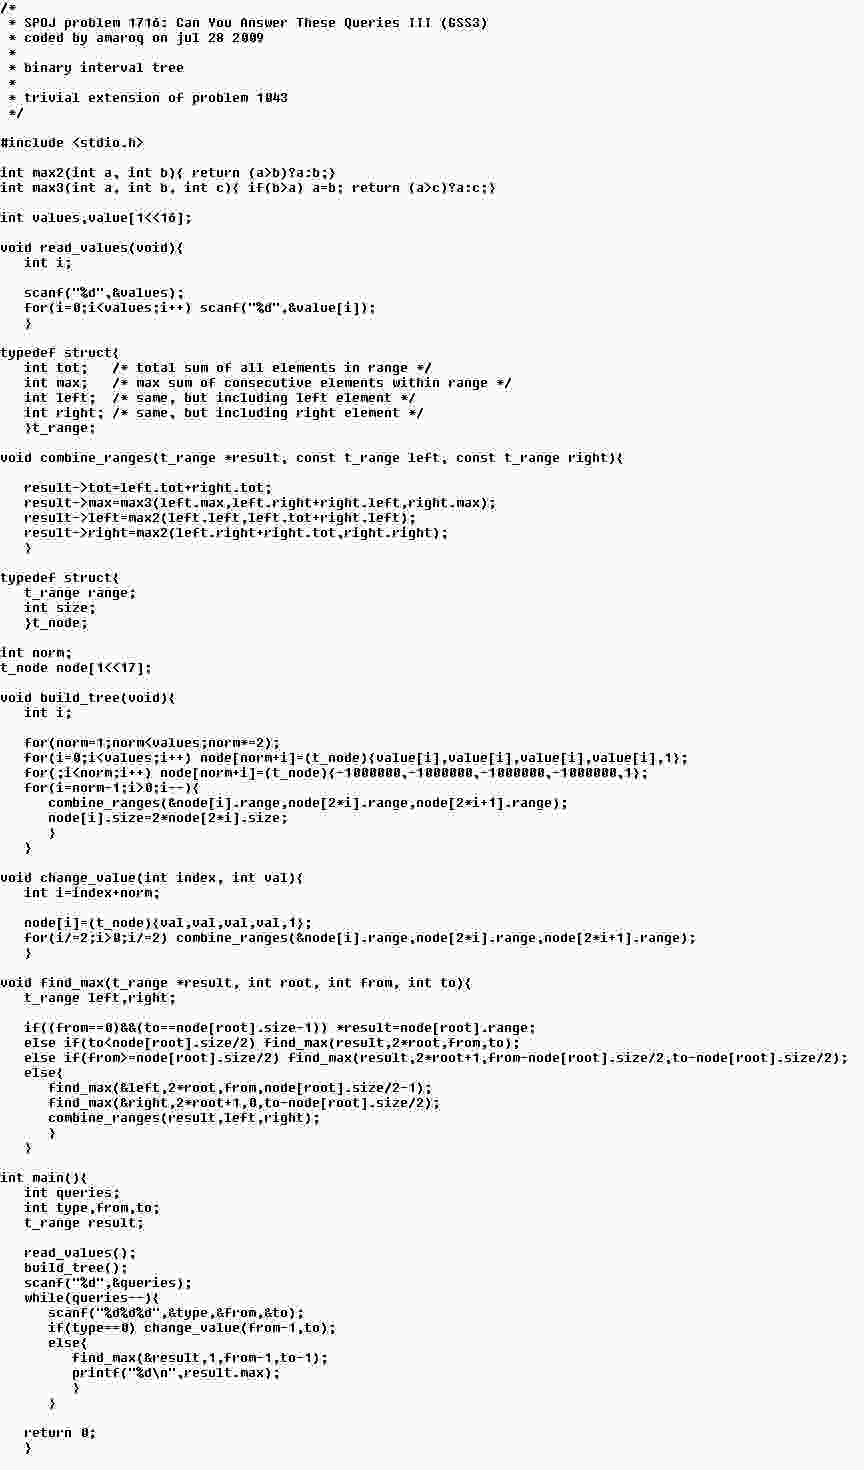 /*
 * SPOJ problem 1716: Can You Answer These Queries III (GSS3)
 * coded by amaroq on jul 28 2009
 *
 * binary interval tree
 *
 * trivial extension of problem 1043
 */

#include <stdio.h>

int max2(int a, int b){ return (a>b)?a:b;}
int max3(int a, int b, int c){ if(b>a) a=b; return (a>c)?a:c;}

int values,value[1<<16];

void read_values(void){
   int i;

   scanf("%d",&values);
   for(i=0;i<values;i++) scanf("%d",&value[i]);
   }

typedef struct{
   int tot;   /* total sum of all elements in range */
   int max;   /* max sum of consecutive elements within range */
   int left;  /* same, but including left element */
   int right; /* same, but including right element */
   }t_range;

void combine_ranges(t_range *result, const t_range left, const t_range right){

   result->tot=left.tot+right.tot;
   result->max=max3(left.max,left.right+right.left,right.max);
   result->left=max2(left.left,left.tot+right.left);
   result->right=max2(left.right+right.tot,right.right);
   }

typedef struct{
   t_range range;
   int size;
   }t_node;

int norm;
t_node node[1<<17];

void build_tree(void){
   int i;

   for(norm=1;norm<values;norm*=2);
   for(i=0;i<values;i++) node[norm+i]=(t_node){value[i],value[i],value[i],value[i],1};
   for(;i<norm;i++) node[norm+i]=(t_node){-1000000,-1000000,-1000000,-1000000,1};
   for(i=norm-1;i>0;i--){
      combine_ranges(&node[i].range,node[2*i].range,node[2*i+1].range);
      node[i].size=2*node[2*i].size;
      }
   }

void change_value(int index, int val){
   int i=index+norm;

   node[i]=(t_node){val,val,val,val,1};
   for(i/=2;i>0;i/=2) combine_ranges(&node[i].range,node[2*i].range,node[2*i+1].range);
   }

void find_max(t_range *result, int root, int from, int to){
   t_range left,right;

   if((from==0)&&(to==node[root].size-1)) *result=node[root].range;
   else if(to<node[root].size/2) find_max(result,2*root,from,to);
   else if(from>=node[root].size/2) find_max(result,2*root+1,from-node[root].size/2,to-node[root].size/2);
   else{
      find_max(&left,2*root,from,node[root].size/2-1);
      find_max(&right,2*root+1,0,to-node[root].size/2);
      combine_ranges(result,left,right);
      }
   }

int main(){
   int queries;
   int type,from,to;
   t_range result;

   read_values();
   build_tree();
   scanf("%d",&queries);
   while(queries--){
      scanf("%d%d%d",&type,&from,&to);
      if(type==0) change_value(from-1,to);
      else{
         find_max(&result,1,from-1,to-1);
         printf("%d\n",result.max);
         }
      }

   return 0;
   }